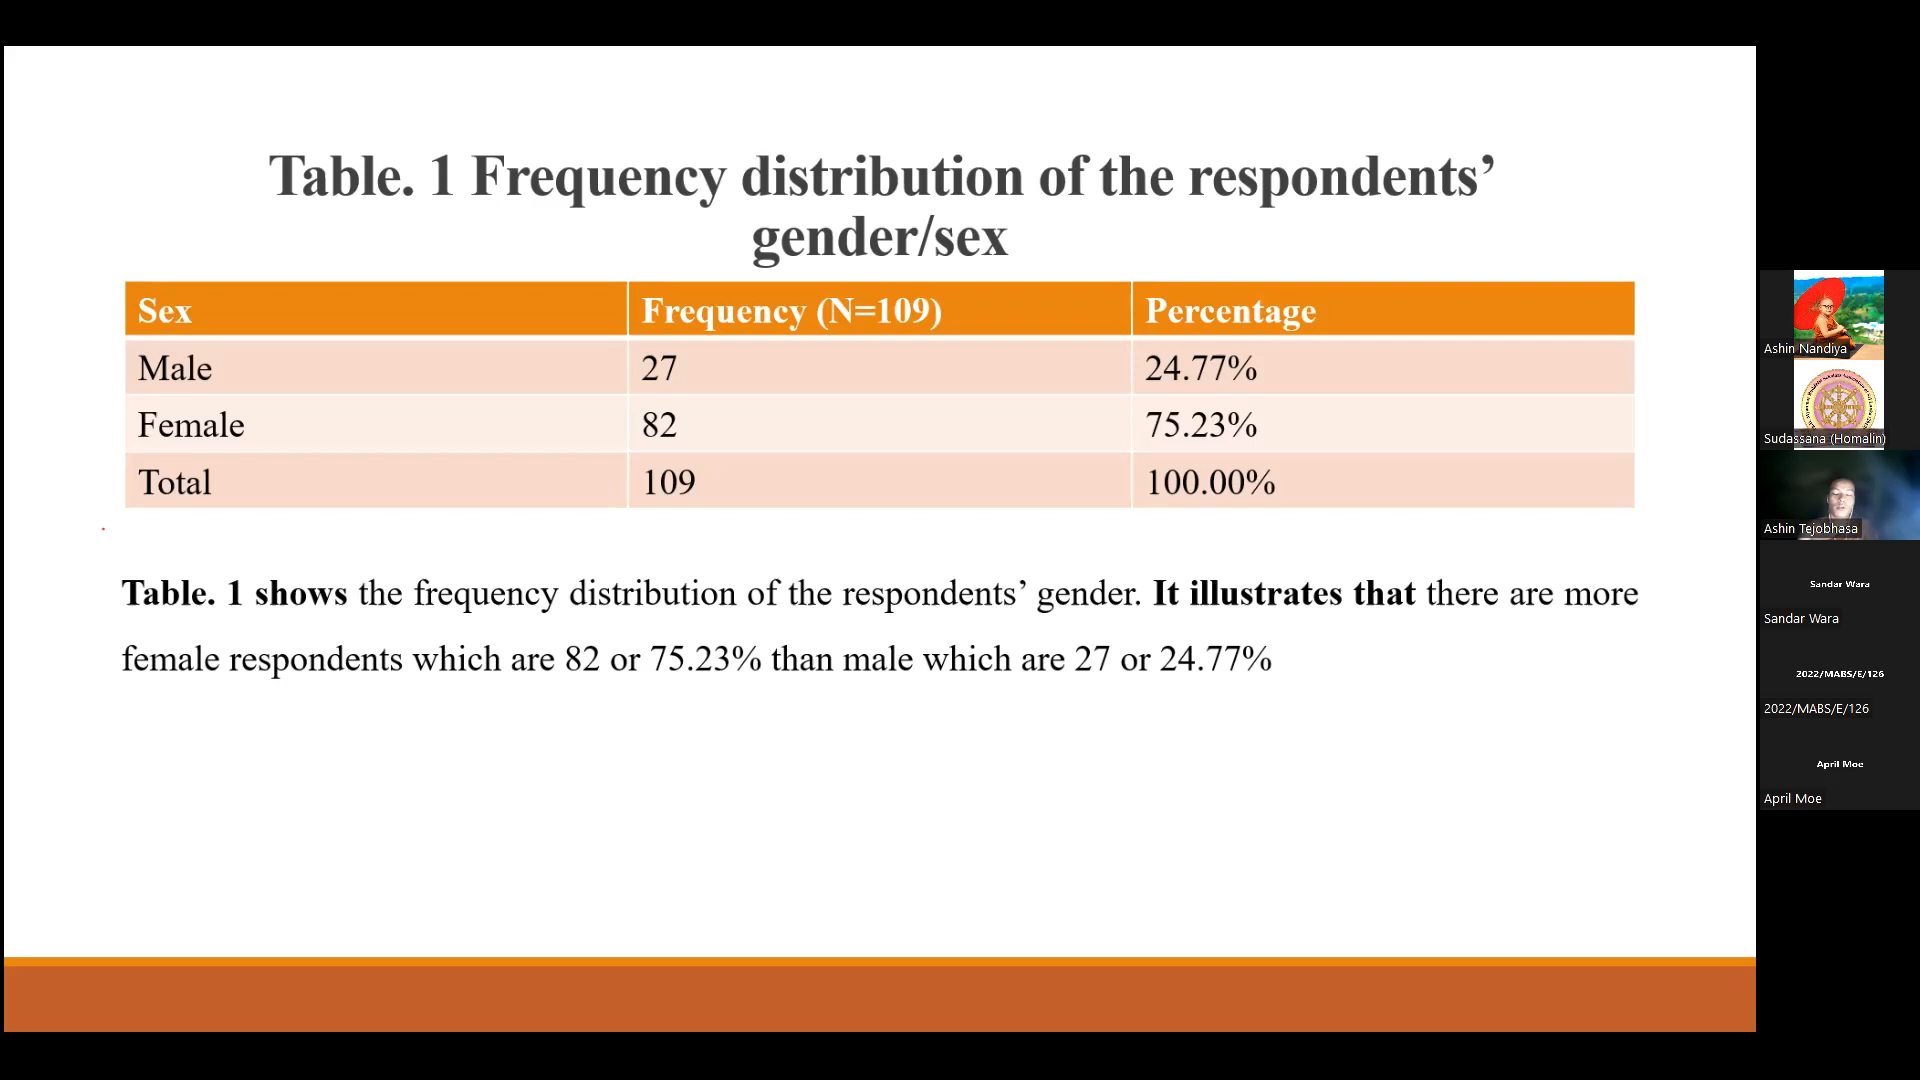 Table. 1 Frequency distribution of the respondents’
gender/sex
Sex Frequency (N=109) Percentage
Male 27 24.77%
Female 82 75.23%
Total 109 100.00%
Table. 1 shows the frequency distribution of the respondents’ gender. It illustrates that there are more
female respondents which are 82 or 75.23% than male which are 27 or 24.77%
Ashin Nandiya
Sudassana (Homalin)
Ashin Tejobhasa
Sandar Wara
Sandar Wara
2022/MABS/E/126
2022/MABS/E/126
April Moe
April Moe